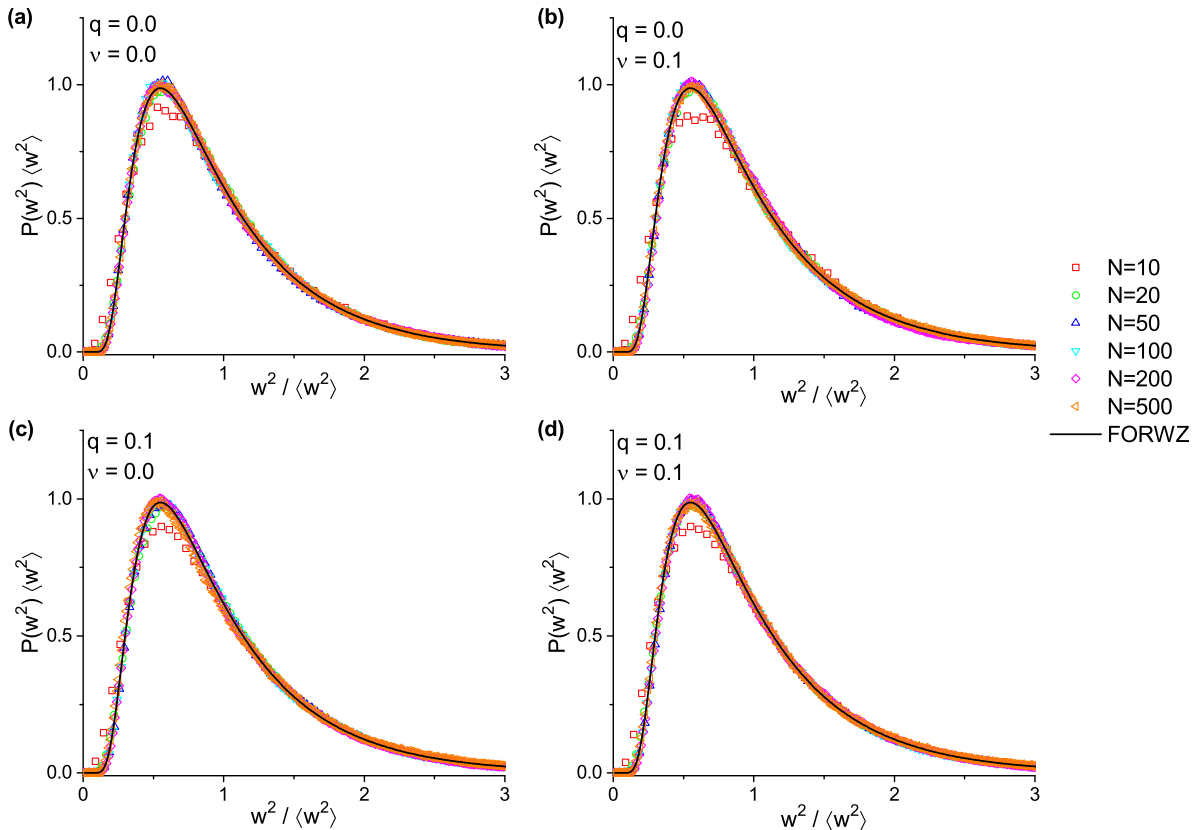 (a)
q = 0.0
ν = 0.0
1.0
0.5
0.0
P(w²) ⟨w²⟩
0 1 2 3
w² / ⟨w²⟩
(b)
q = 0.0
ν = 0.1
1.0
0.5
0.0
P(w²) ⟨w²⟩
0 1 2 3
w² / ⟨w²⟩
N=10
N=20
N=50
N=100
N=200
N=500
FORWZ
(c)
q = 0.1
ν = 0.0
1.0
0.5
0.0
P(w²) ⟨w²⟩
0 1 2 3
w² / ⟨w²⟩
(d)
q = 0.1
ν = 0.1
1.0
0.5
0.0
P(w²) ⟨w²⟩
0 1 2 3
w² / ⟨w²⟩